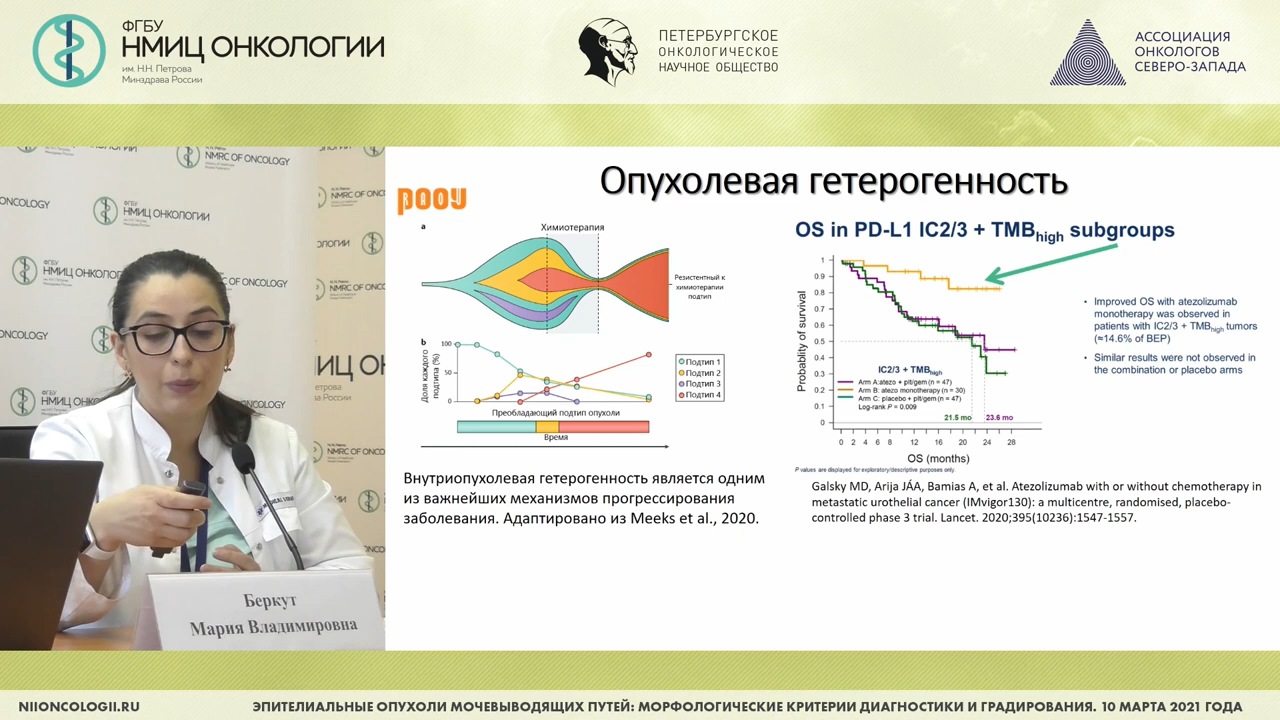 ФГБУ
НМИЦ ОНКОЛОГИИ
им. Н.Н. Петрова
Минздрава России
ПЕТЕРБУРГСКОЕ
ОНКОЛОГИЧЕСКОЕ
НАУЧНОЕ ОБЩЕСТВО
АССОЦИАЦИЯ
ОНКОЛОГОВ
СЕВЕРО-ЗАПАДА
NMRC OF ONCOLOGY
НМИЦ ОНКОЛОГИИ
NMRC OF ONCOLOGY
Беркут
Мария Владимировна
Опухолевая гетерогенность
РООУ
a
Химиотерапия
Резистентный к
химиотерапии
подтип
b
Доля каждого
подтипа (%)
100
50
0
Подтип 1
Подтип 2
Подтип 3
Подтип 4
Преобладающий подтип опухоли
Время
Внутриопухолевая гетерогенность является одним
из важнейших механизмов прогрессирования
заболевания. Адаптировано из Meeks et al., 2020.
OS in PD-L1 IC2/3 + TMBhigh subgroups
Probablity of survival
1
0.9
0.8
0.7
0.6
0.5
0.4
0.3
0.2
0.1
0
IC2/3 + TMBhigh
Arm A:atezo + plt/gem (n = 47)
Arm B: atezo monotherapy (n = 30)
Arm C: placebo + plt/gem (n = 47)
Log-rank P = 0.009
21.5 mo 23.6 mo
0 2 4 6 8 12 16 20 24 28
OS (months)
P values are displayed for exploratory/descriptive purposes only.
• Improved OS with atezolizumab
monotherapy was observed in
patients with IC2/3 + TMBhigh tumors
(≈14.6% of BEP)
• Similar results were not observed in
the combination or placebo arms
Galsky MD, Arija JÁA, Bamias A, et al. Atezolizumab with or without chemotherapy in
metastatic urothelial cancer (IMvigor130): a multicentre, randomised, placebo-
controlled phase 3 trial. Lancet. 2020;395(10236):1547-1557.
NIIONCOLOGII.RU
ЭПИТЕЛИАЛЬНЫЕ ОПУХОЛИ МОЧЕВЫВОДЯЩИХ ПУТЕЙ: МОРФОЛОГИЧЕСКИЕ КРИТЕРИИ ДИАГНОСТИКИ И ГРАДИРОВАНИЯ. 10 МАРТА 2021 ГОДА